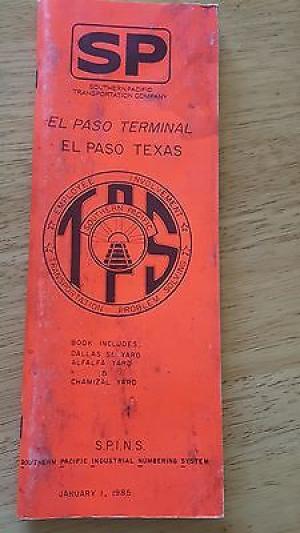 SP
SOUTHERN PACIFIC
TRANSPORTATION COMPANY
EL PASO TERMINAL
EL PASO TEXAS
EMPLOYEE INVOLVEMENT
SOUTHERN PACIFIC
TPS
TRANSPORTATION PROBLEM SOLVING
BOOK INCLUDES:
DALLAS ST. YARD
ALFALFA YARD
&
CHAMIZAL YARD
S.P.I.N.S.
SOUTHERN PACIFIC INDUSTRIAL NUMBERING SYSTEM
JANUARY 1, 1985